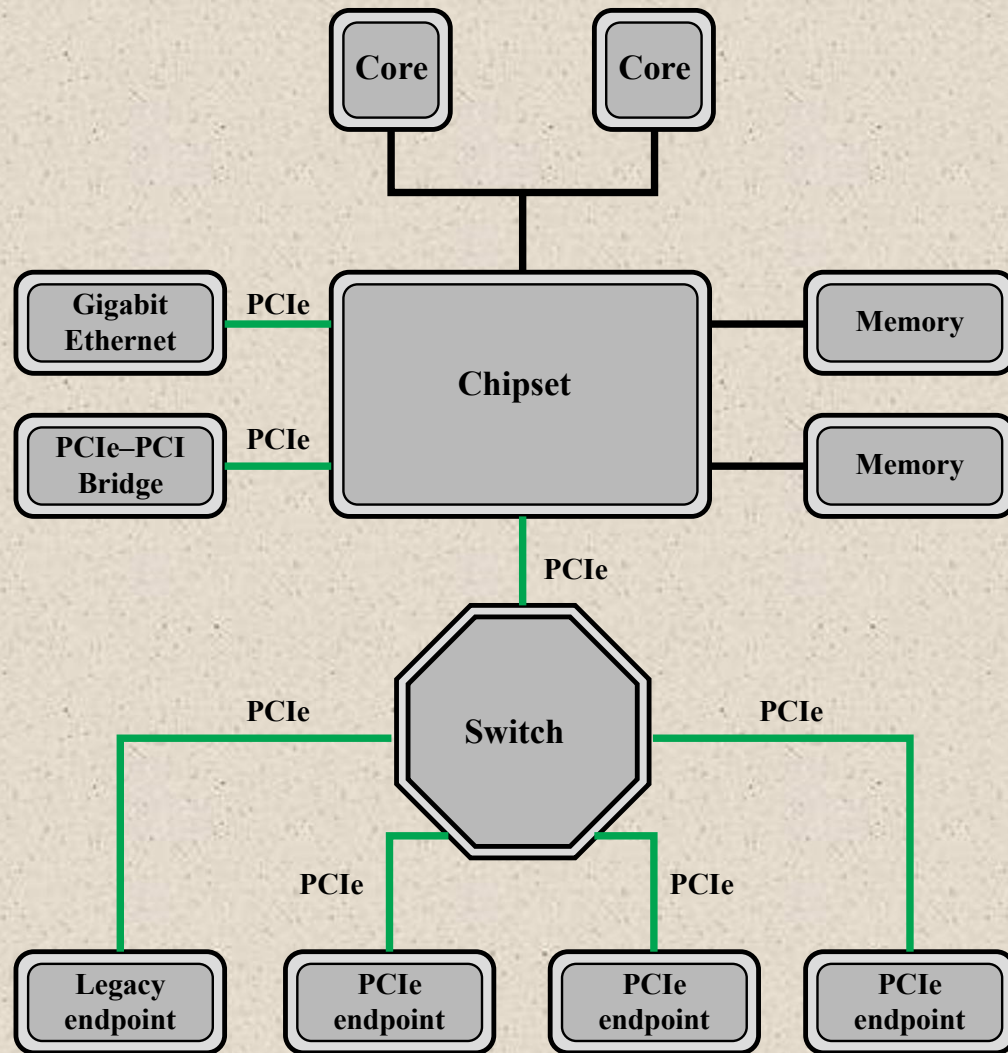 Core
Core
Gigabit
Ethernet
PCIe
Memory
Chipset
PCIe–PCI
Bridge
PCIe
Memory
PCIe
PCIe
Switch
PCIe
PCIe
PCIe
Legacy
endpoint
PCIe
endpoint
PCIe
endpoint
PCIe
endpoint